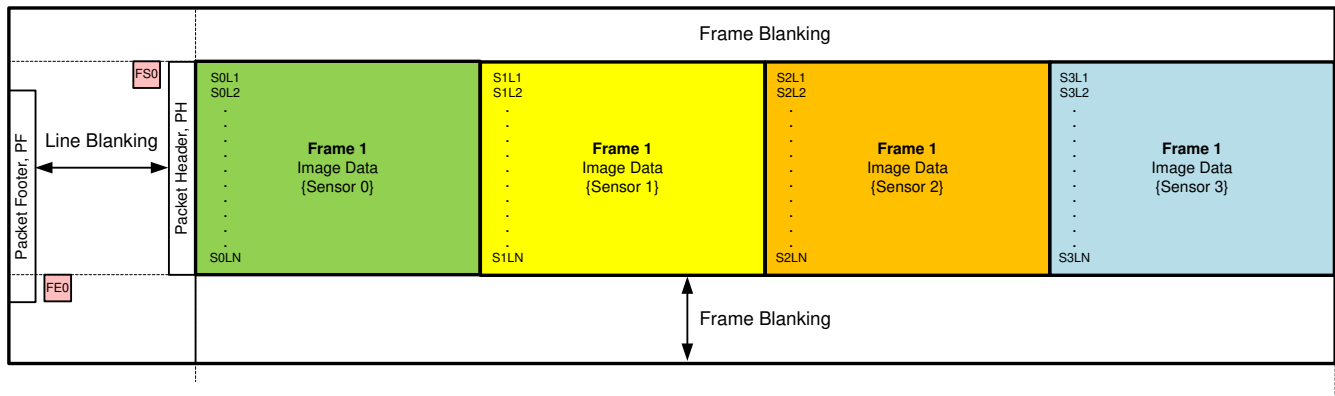 Frame Blanking
FS0
Packet Footer, PF
Line Blanking
Packet Header, PH
FE0
S0L1
S0L2
.
.
.
.
.
.
.
.
.
.
S0LN
Frame 1
Image Data
{Sensor 0}
S1L1
S1L2
.
.
.
.
.
.
.
.
.
.
S1LN
Frame 1
Image Data
{Sensor 1}
S2L1
S2L2
.
.
.
.
.
.
.
.
.
.
S2LN
Frame 1
Image Data
{Sensor 2}
S3L1
S3L2
.
.
.
.
.
.
.
.
.
.
S3LN
Frame 1
Image Data
{Sensor 3}
Frame Blanking